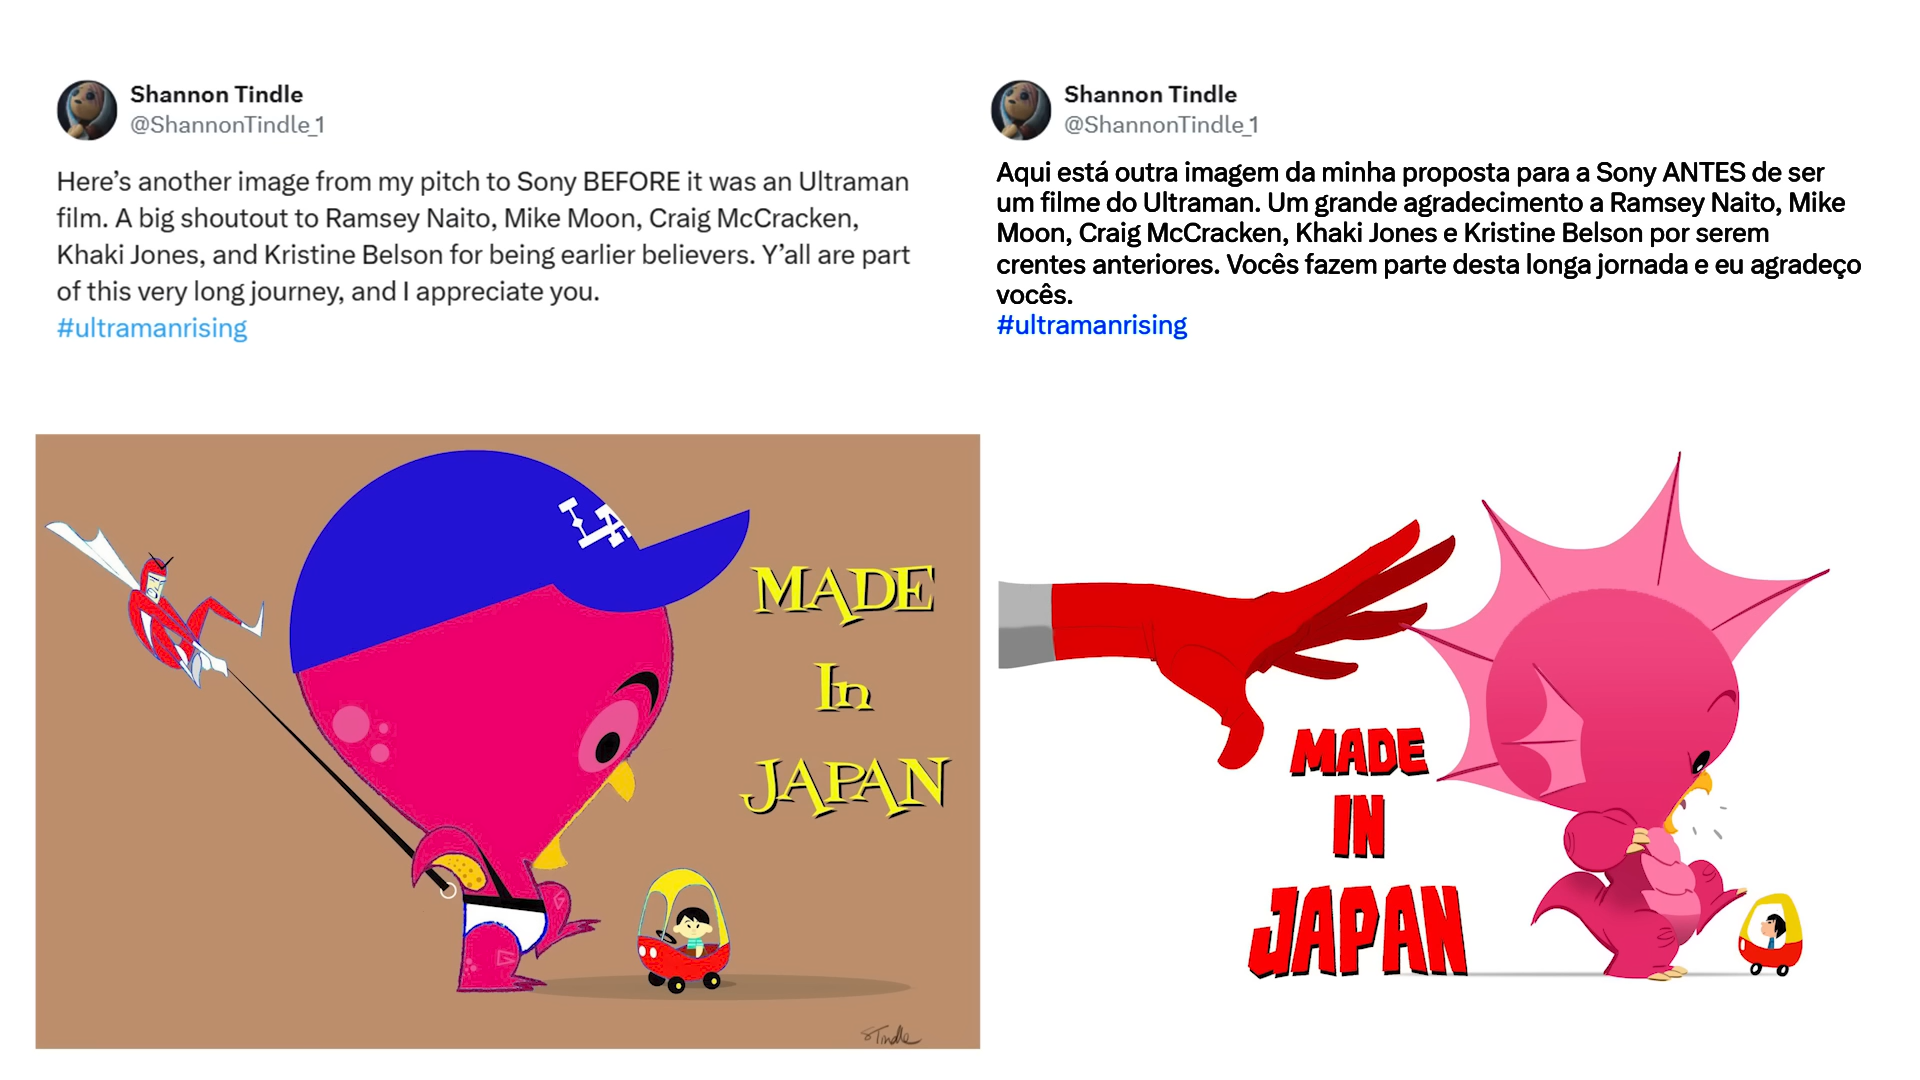 Shannon Tindle
@ShannonTindle_1
Here’s another image from my pitch to Sony BEFORE it was an Ultraman
film. A big shoutout to Ramsey Naito, Mike Moon, Craig McCracken,
Khaki Jones, and Kristine Belson for being earlier believers. Y’all are part
of this very long journey, and I appreciate you.
#ultramanrising
Shannon Tindle
@ShannonTindle_1
Aqui está outra imagem da minha proposta para a Sony ANTES de ser
um filme do Ultraman. Um grande agradecimento a Ramsey Naito, Mike
Moon, Craig McCracken, Khaki Jones e Kristine Belson por serem
crentes anteriores. Vocês fazem parte desta longa jornada e eu agradeço
vocês.
#ultramanrising
LA
MADE
In
JAPAN
STindle
MADE
IN
JAPAN